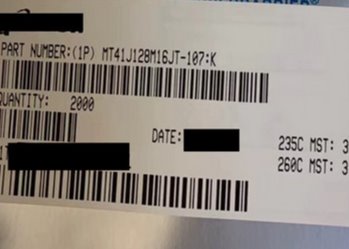 PART NUMBER:(1P) MT41J128M16JT-107:K
QUANTITY: 2000
DATE:
235C MST: 3
260C MST: 3